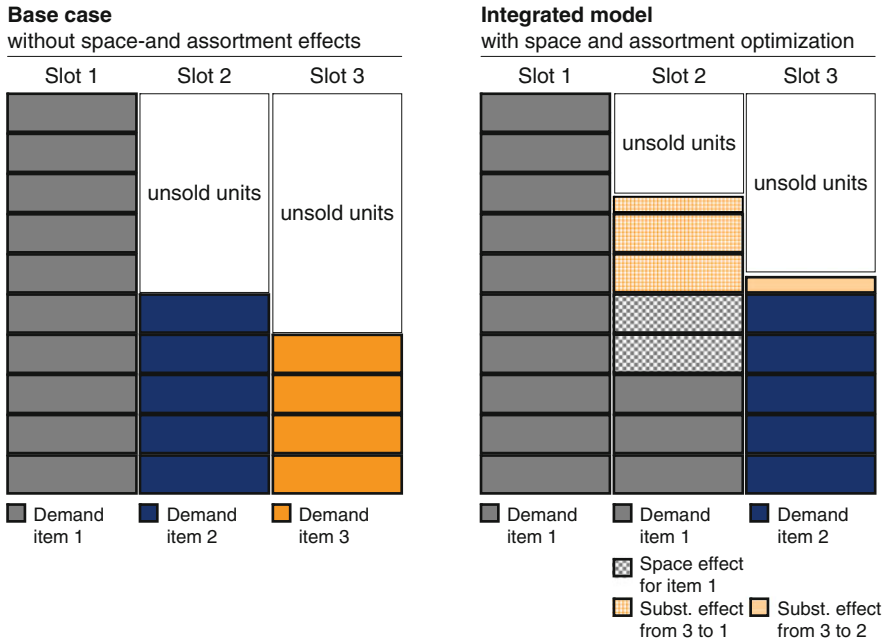 Base case
without space-and assortment effects
Slot 1 Slot 2 Slot 3
unsold units
unsold units
Demand item 1
Demand item 2
Demand item 3
Integrated model
with space and assortment optimization
Slot 1 Slot 2 Slot 3
unsold units
unsold units
Demand item 1
Demand item 1
Demand item 2
Space effect
for item 1
Subst. effect
from 3 to 1
Subst. effect
from 3 to 2